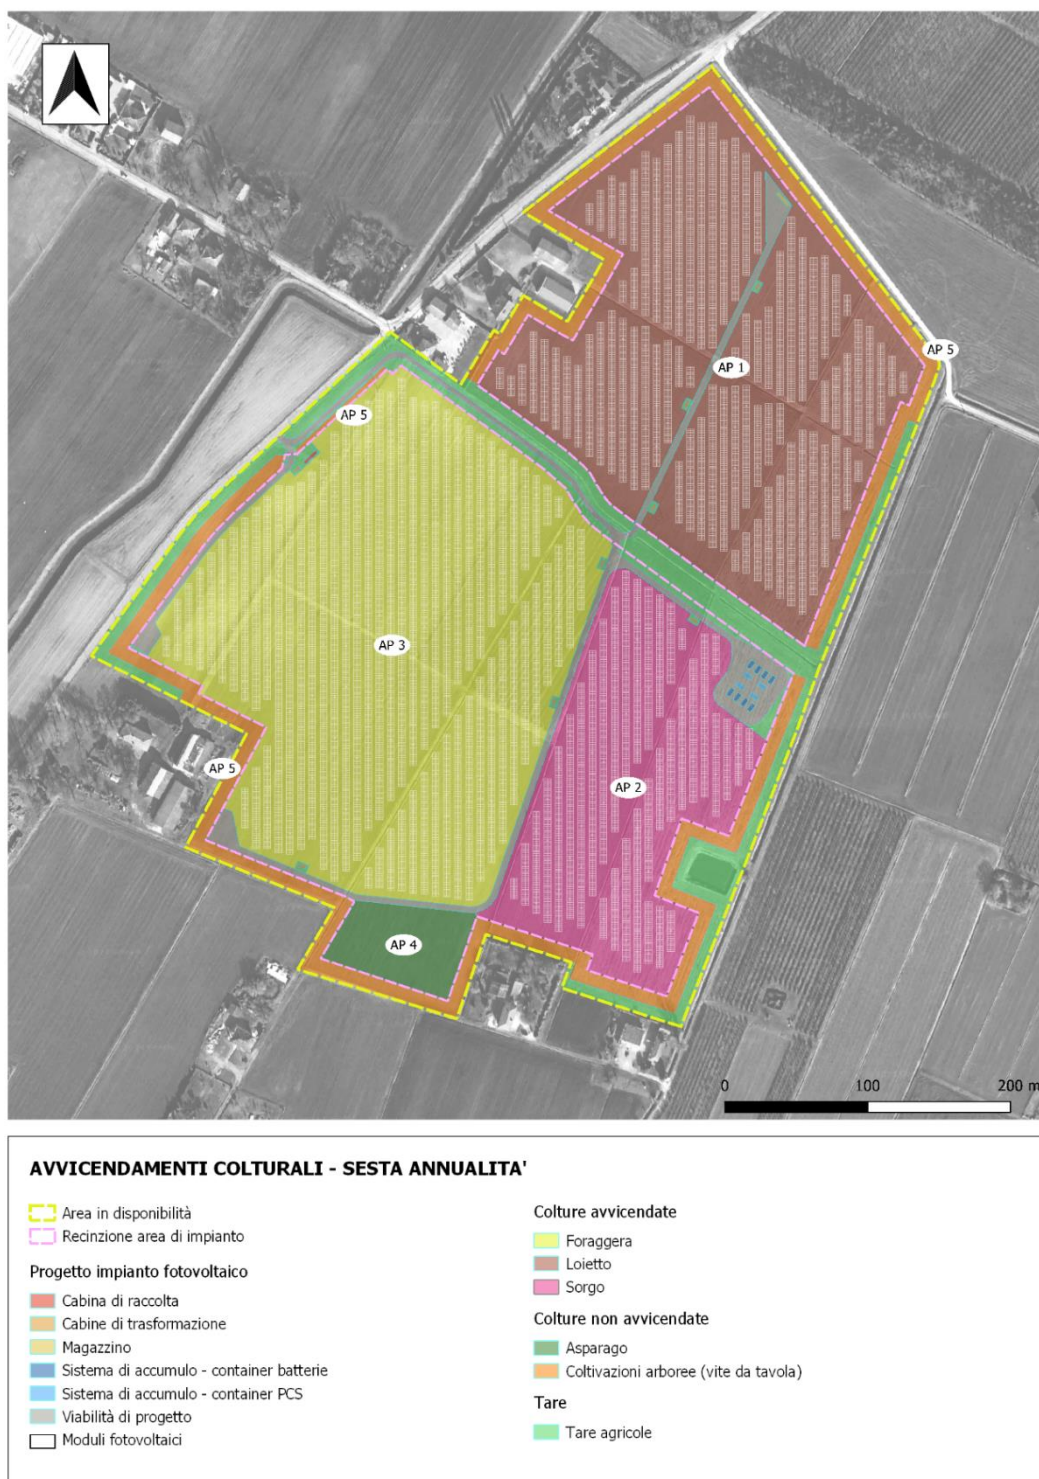 AP 5
AP 1
AP 5
AP 3
AP 5
AP 2
AP 4
0 100 200 m
AVVICENDAMENTI COLTURALI - SESTA ANNUALITA'
Area in disponibilità
Recinzione area di impianto
Progetto impianto fotovoltaico
Cabina di raccolta
Cabine di trasformazione
Magazzino
Sistema di accumulo - container batterie
Sistema di accumulo - container PCS
Viabilità di progetto
Moduli fotovoltaici
Colture avvicendate
Foraggera
Loietto
Sorgo
Colture non avvicendate
Asparago
Coltivazioni arboree (vite da tavola)
Tare
Tare agricole